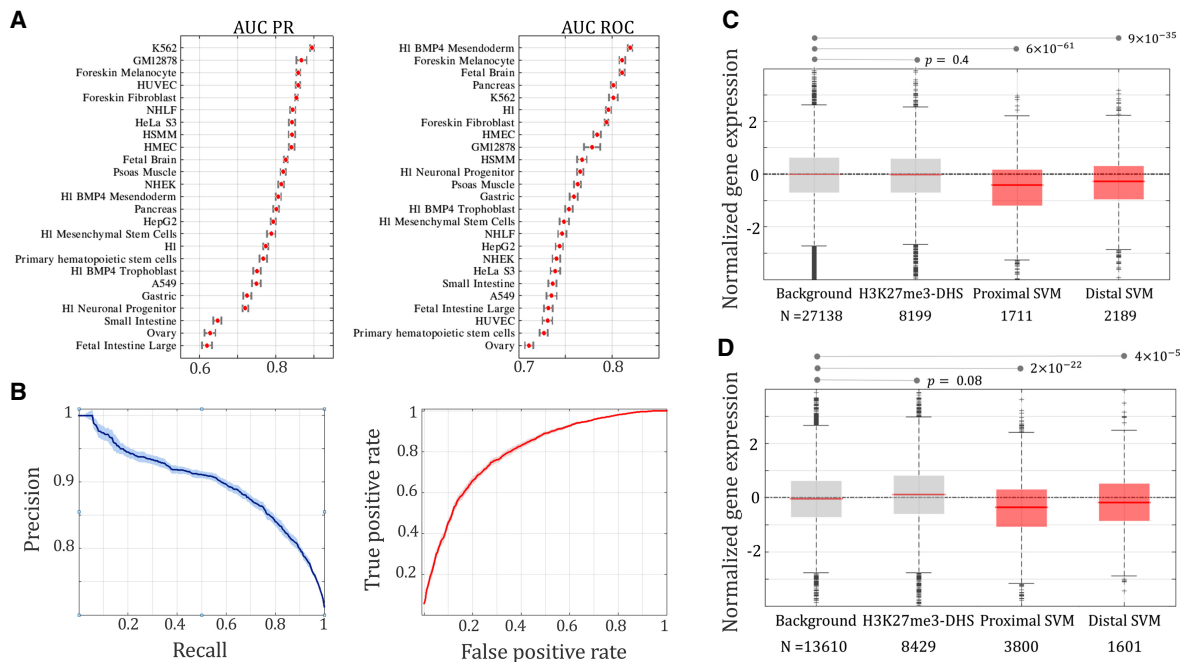 A
AUC PR
K562
GM12878
Foreskin Melanocyte
HUVEC
Foreskin Fibroblast
NHLF
HeLa S3
HSMM
HMEC
Fetal Brain
Psoas Muscle
NHEK
H1 BMP4 Mesendoderm
Pancreas
HepG2
H1 Mesenchymal Stem Cells
H1
Primary hematopoietic stem cells
H1 BMP4 Trophoblast
A549
Gastric
H1 Neuronal Progenitor
Small Intestine
Ovary
Fetal Intestine Large
0.6 0.8
AUC ROC
H1 BMP4 Mesendoderm
Foreskin Melanocyte
Fetal Brain
Pancreas
K562
H1
Foreskin Fibroblast
HMEC
GM12878
HSMM
H1 Neuronal Progenitor
Psoas Muscle
Gastric
H1 BMP4 Trophoblast
H1 Mesenchymal Stem Cells
NHLF
HepG2
NHEK
HeLa S3
Small Intestine
A549
Fetal Intestine Large
HUVEC
Primary hematopoietic stem cells
Ovary
0.7 0.8
B
Precision
1
0.9
0.8
0.2 0.4 0.6 0.8 1
Recall
True positive rate
1
0.8
0.6
0.4
0.2
0.2 0.4 0.6 0.8 1
False positive rate
C
9×10-35
6×10-61
p = 0.4
Normalized gene expression
2
0
-2
Background H3K27me3-DHS Proximal SVM Distal SVM
N =27138 8199 1711 2189
D
4×10-5
2×10-22
p = 0.08
Normalized gene expression
2
0
-2
Background H3K27me3-DHS Proximal SVM Distal SVM
N =13610 8429 3800 1601